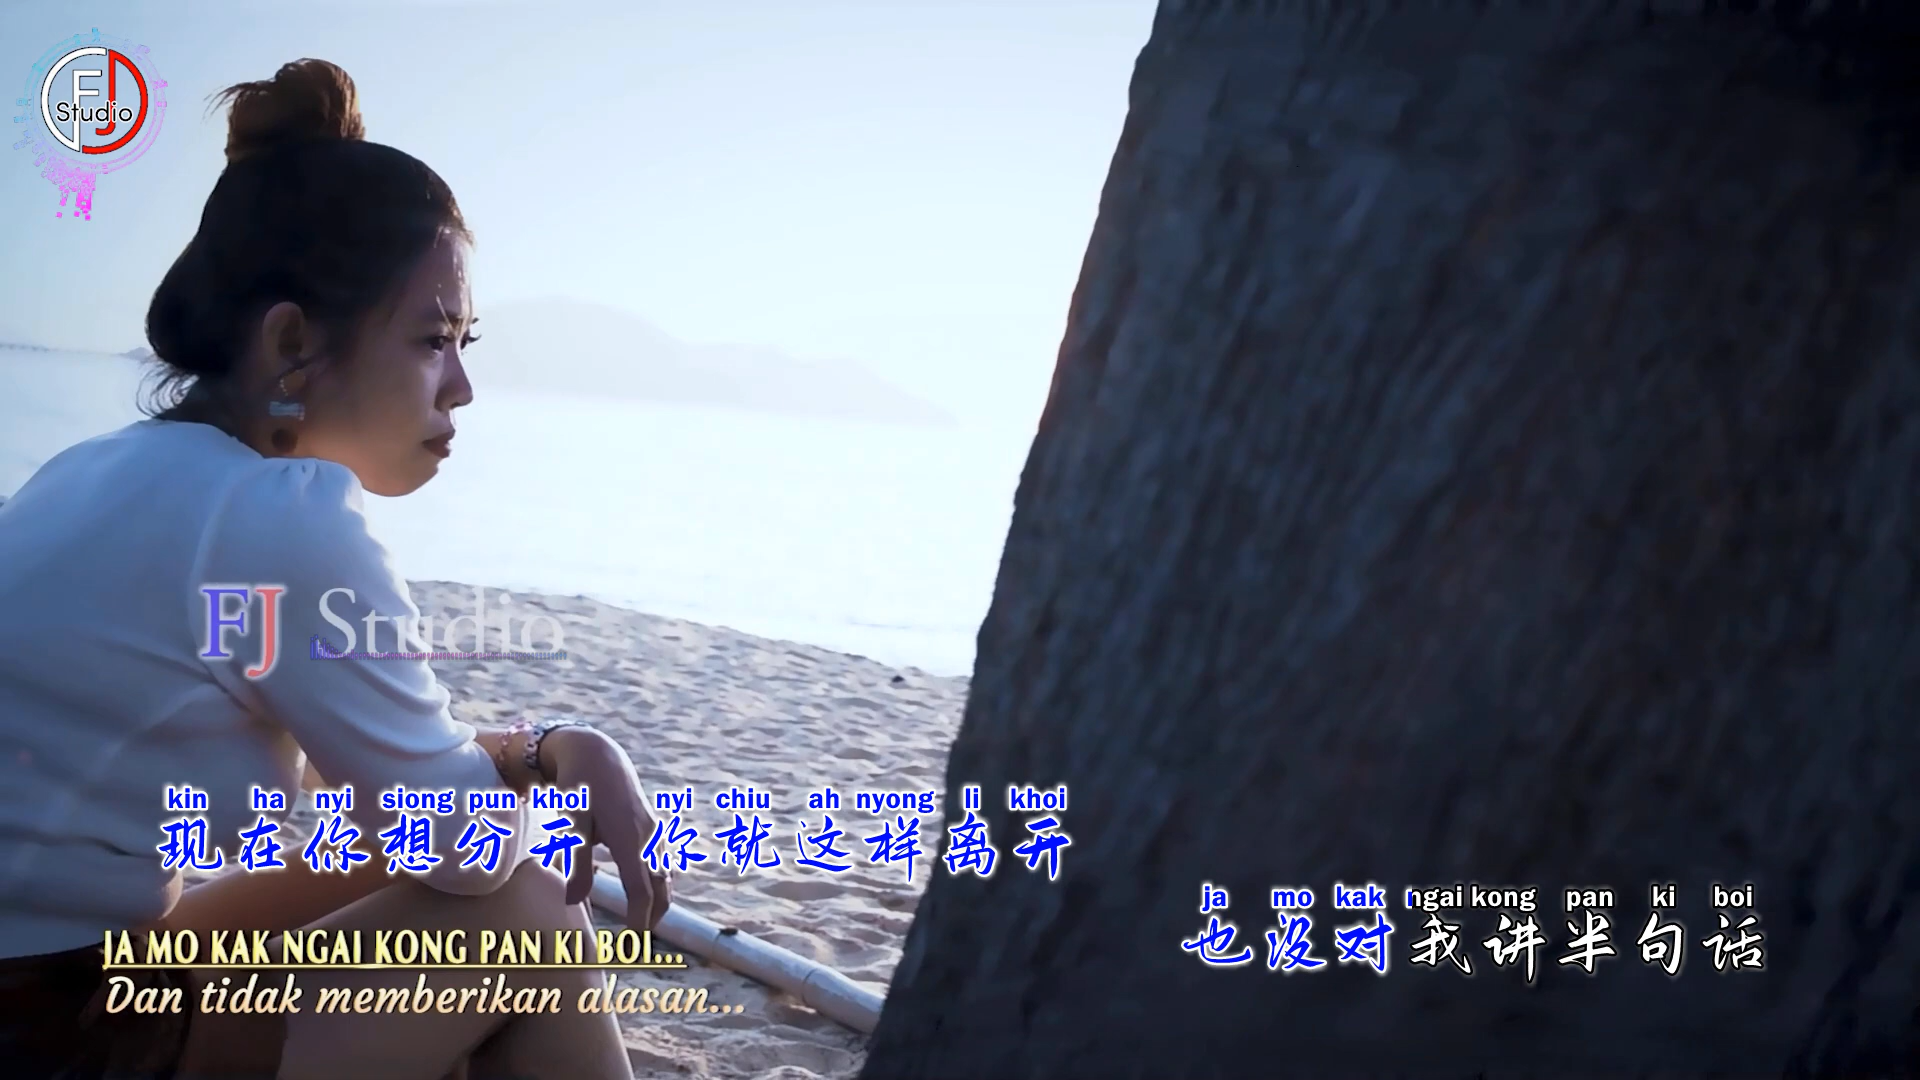 FJ
Studio
FJ Studio
kin ha nyi siong pun khoi nyi chiu ah nyong li khoi
现在你想分开 你就这样离开
ja mo kak ngai kong pan ki boi
也没对我讲半句话
JA MO KAK NGAI KONG PAN KI BOI...
Dan tidak memberikan alasan...